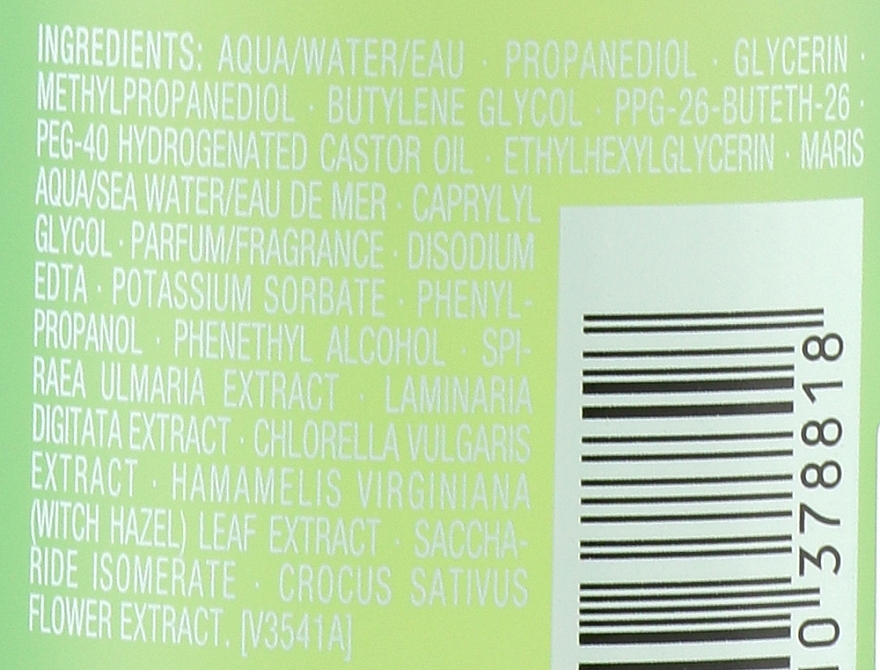 INGREDIENTS: AQUA/WATER/EAU · PROPANEDIOL · GLYCERIN ·
METHYLPROPANEDIOL · BUTYLENE GLYCOL · PPG-26-BUTETH-26 ·
PEG-40 HYDROGENATED CASTOR OIL · ETHYLHEXYLGLYCERIN · MARIS
AQUA/SEA WATER/EAU DE MER · CAPRYLYL
GLYCOL · PARFUM/FRAGRANCE · DISODIUM
EDTA · POTASSIUM SORBATE · PHENYL-
PROPANOL · PHENETHYL ALCOHOL · SPI-
RAEA ULMARIA EXTRACT · LAMINARIA
DIGITATA EXTRACT · CHLORELLA VULGARIS
EXTRACT · HAMAMELIS VIRGINIANA
(WITCH HAZEL) LEAF EXTRACT · SACCHA-
RIDE ISOMERATE · CROCUS SATIVUS
FLOWER EXTRACT. [V3541A]
0 378818